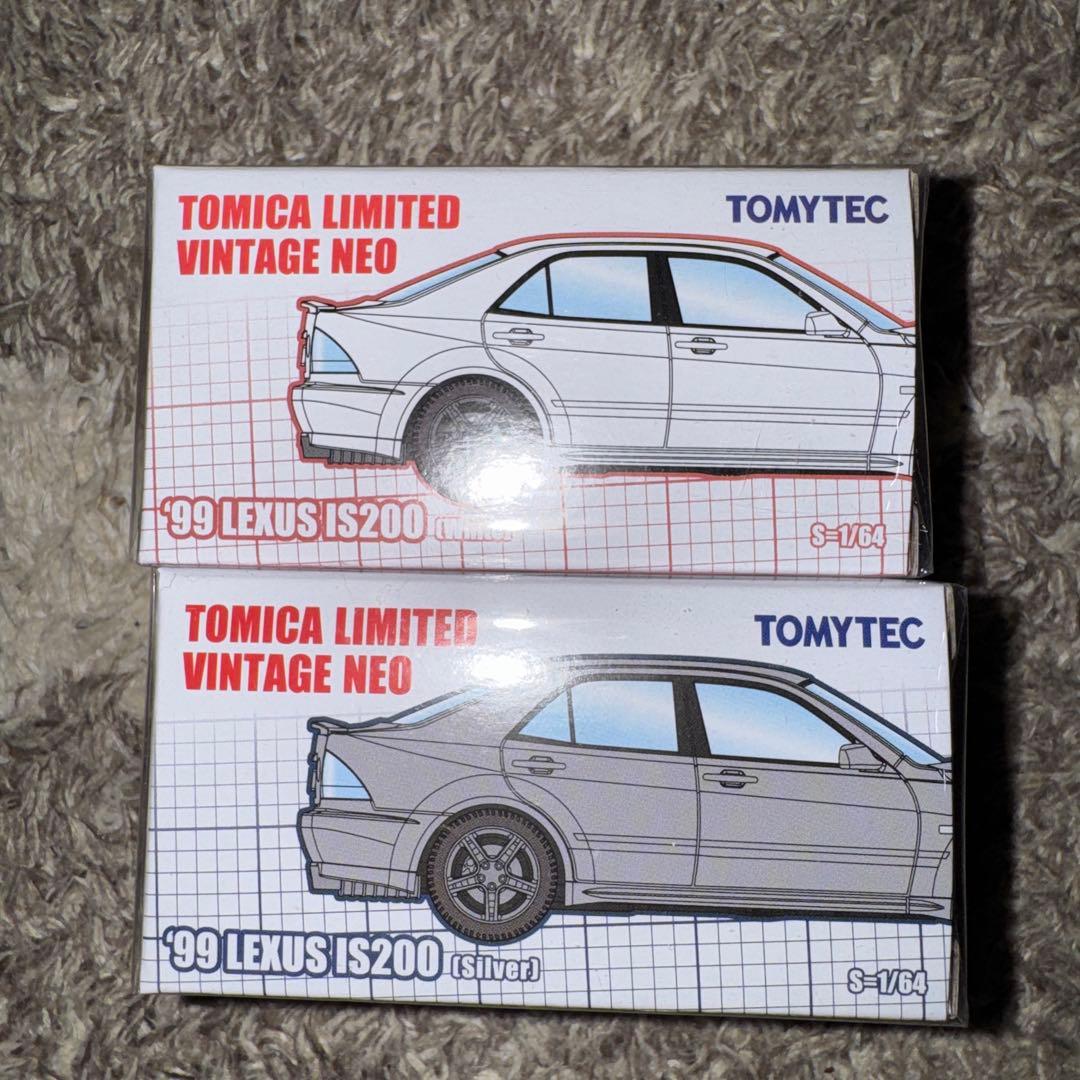 TOMICA LIMITED
VINTAGE NEO
TOMYTEC
‘99 LEXUS IS200 (White)
S=1/64
TOMICA LIMITED
VINTAGE NEO
TOMYTEC
‘99 LEXUS IS200 (Silver)
S=1/64